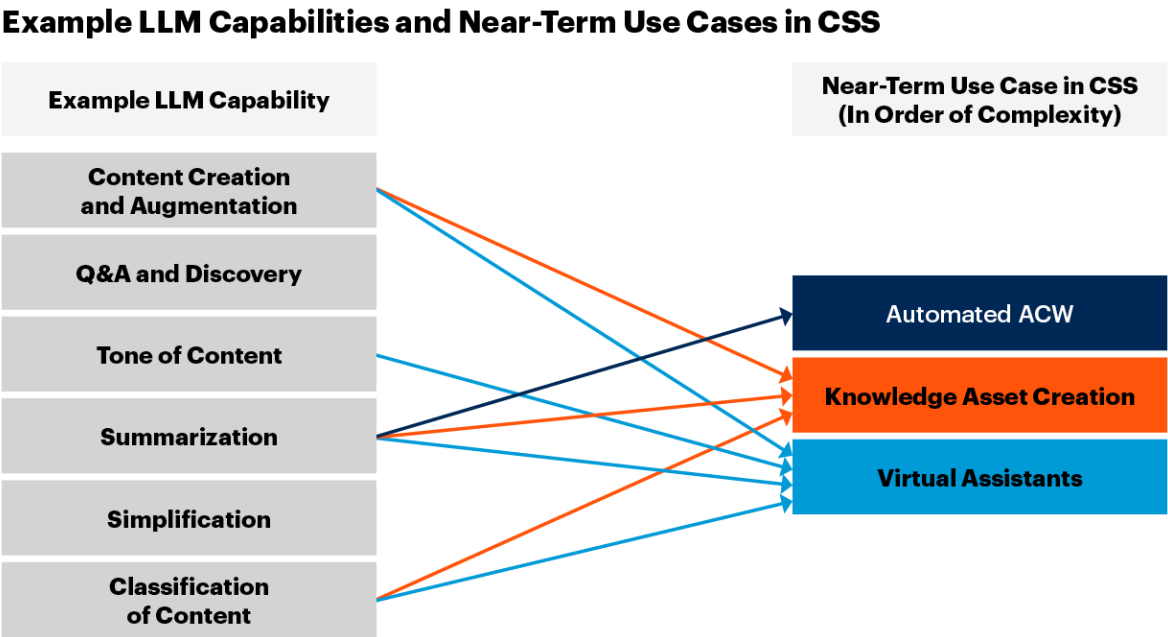 Example LLM Capabilities and Near-Term Use Cases in CSS
Example LLM Capability
Near-Term Use Case in CSS
(In Order of Complexity)
Content Creation
and Augmentation
Q&A and Discovery
Tone of Content
Summarization
Simplification
Classification
of Content
Automated ACW
Knowledge Asset Creation
Virtual Assistants